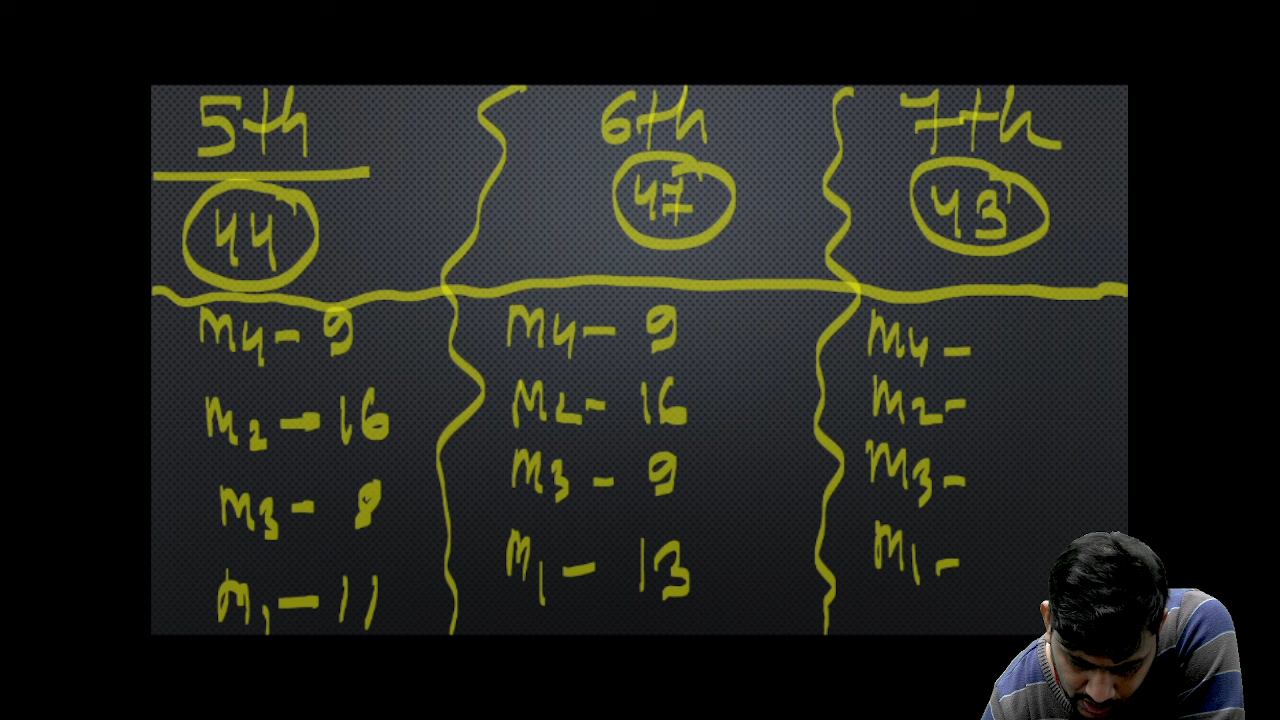 5th
44
m4 - 9
m2 - 16
m3 - 8
m1 - 11
6th
47
m4 - 9
m2 - 16
m3 - 9
m1 - 13
7th
43
m4 -
m2 -
m3 -
m1 -